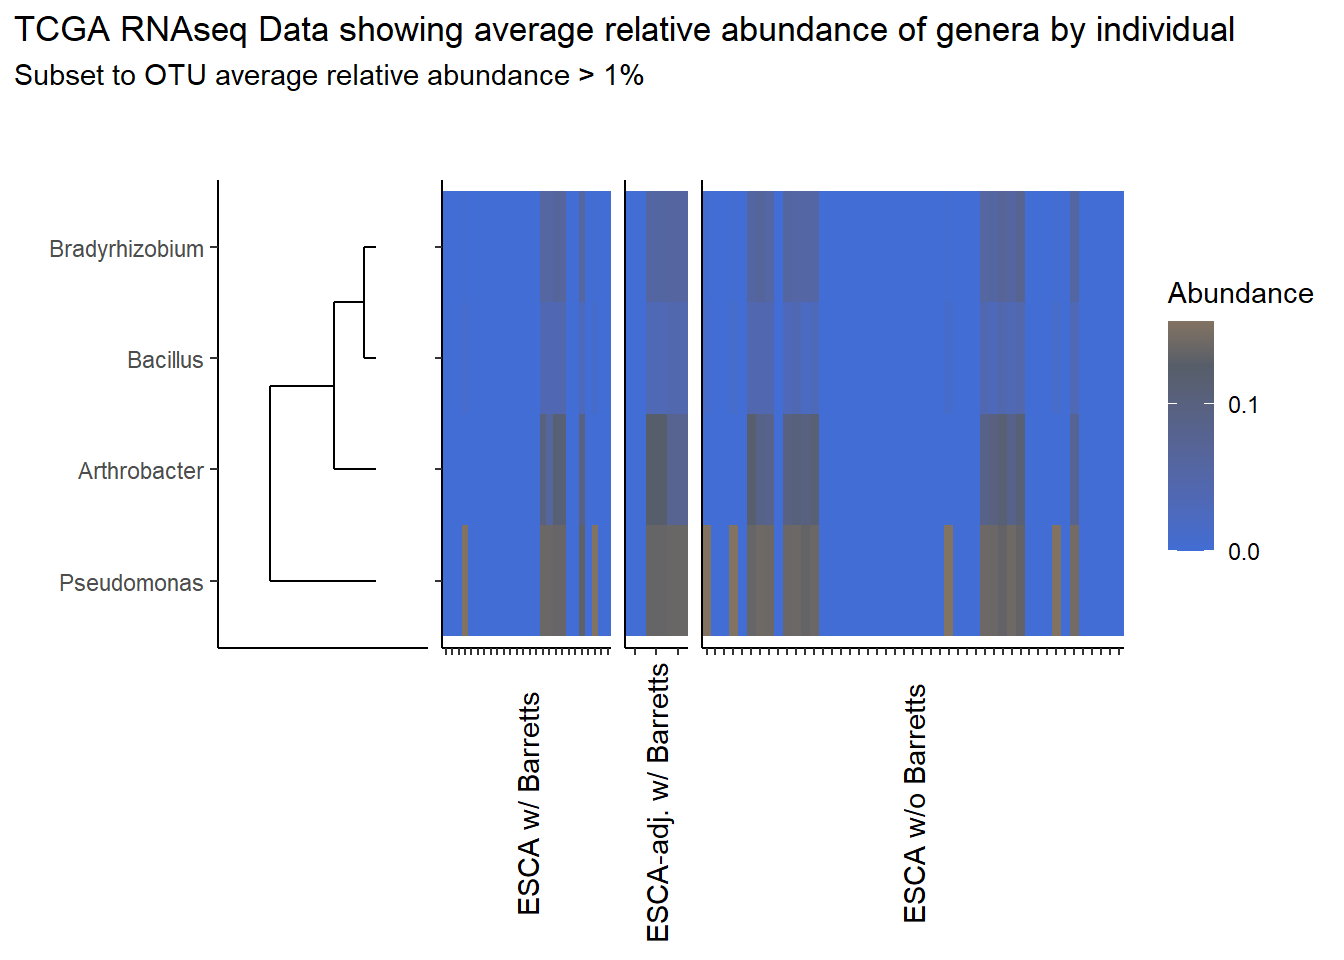 TCGA RNAseq Data showing average relative abundance of genera by individual
Subset to OTU average relative abundance > 1%
Bradyrhizobium
Bacillus
Arthrobacter
Pseudomonas
ESCA w/ Barretts
ESCA-adj. w/ Barretts
ESCA w/o Barretts
Abundance
0.1
0.0